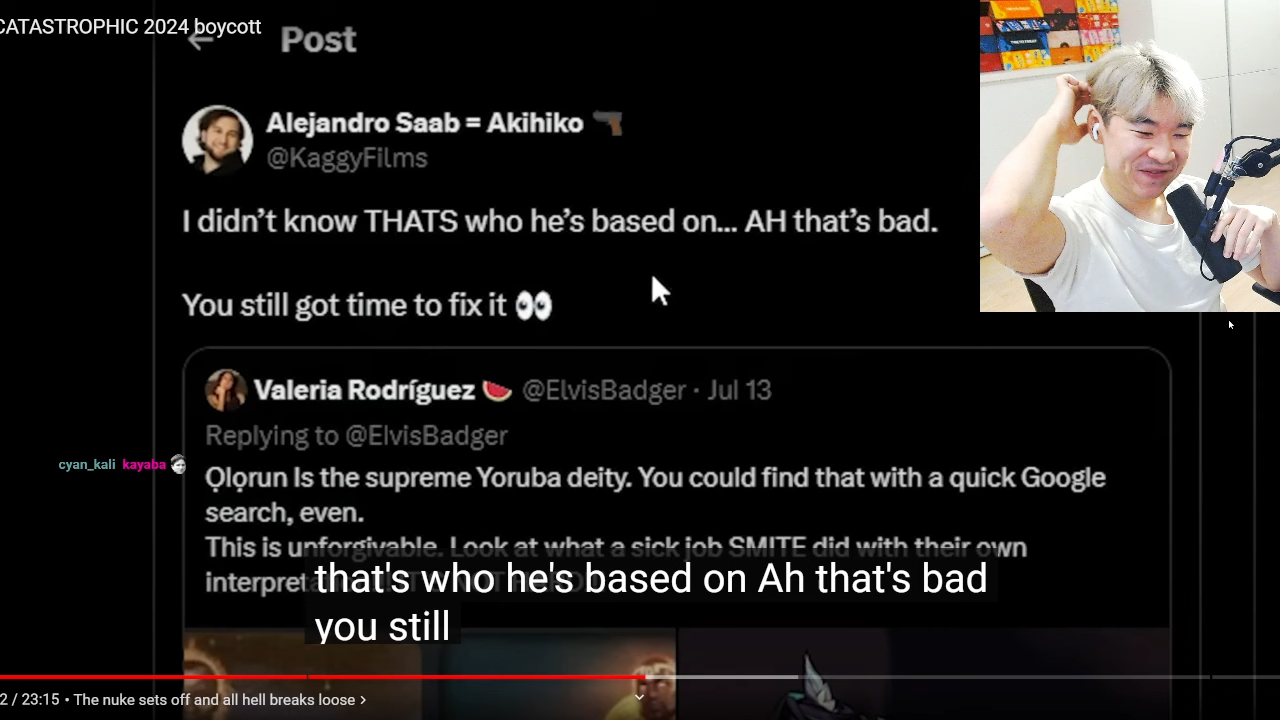 CATASTROPHIC 2024 boycott
Post
Alejandro Saab = Akihiko
@KaggyFilms
I didn’t know THATS who he’s based on... AH that’s bad.
You still got time to fix it 👀
Valeria Rodríguez 🍉 @ElvisBadger · Jul 13
Replying to @ElvisBadger
cyan_kali kayaba
Ọlọrun Is the supreme Yoruba deity. You could find that with a quick Google
search, even.
This is unforgivable. Look at what a sick job SMITE did with their own
that's who he's based on Ah that's bad
you still
2 / 23:15 • The nuke sets off and all hell breaks loose >